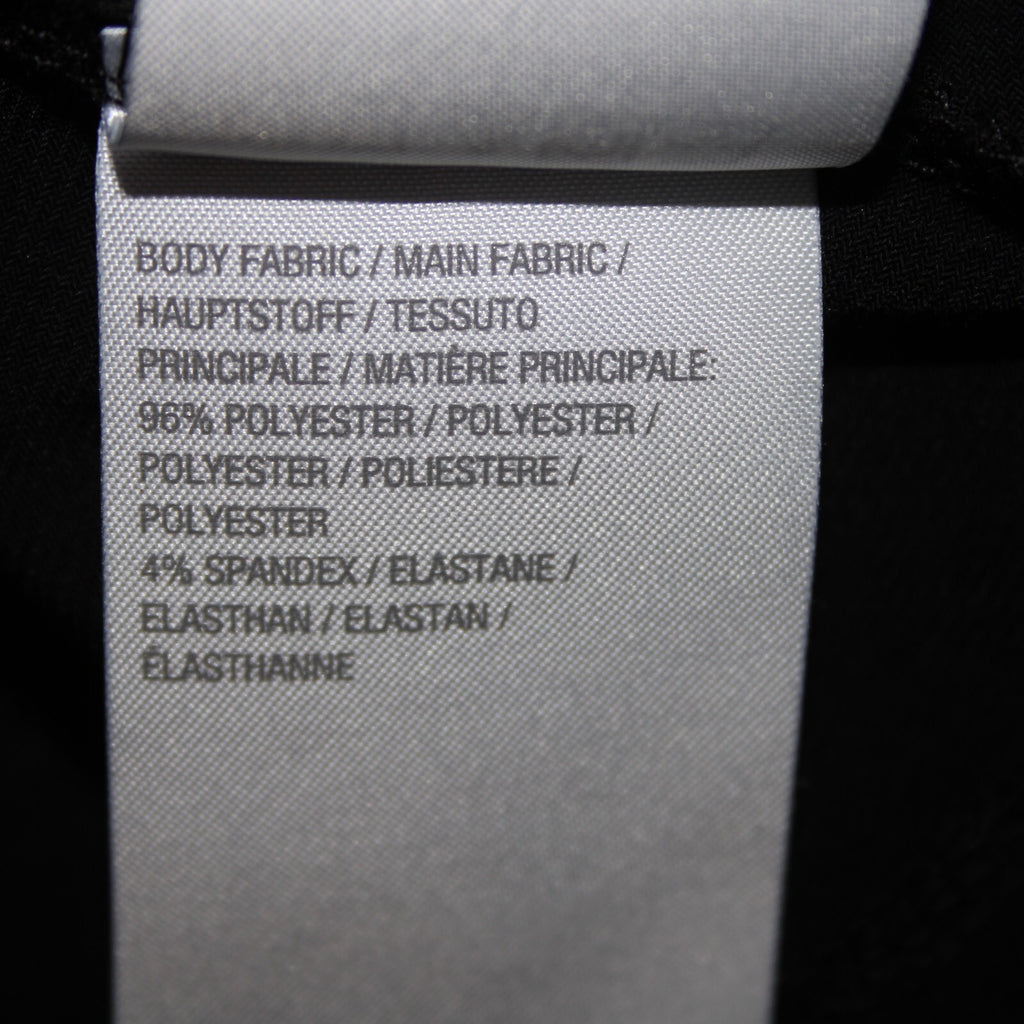 BODY FABRIC / MAIN FABRIC /
HAUPTSTOFF / TESSUTO
PRINCIPALE / MATIÈRE PRINCIPALE:
96% POLYESTER / POLYESTER /
POLYESTER / POLIESTERE /
POLYESTER
4% SPANDEX / ELASTANE /
ELASTHAN / ELASTAN /
ÉLASTHANNE